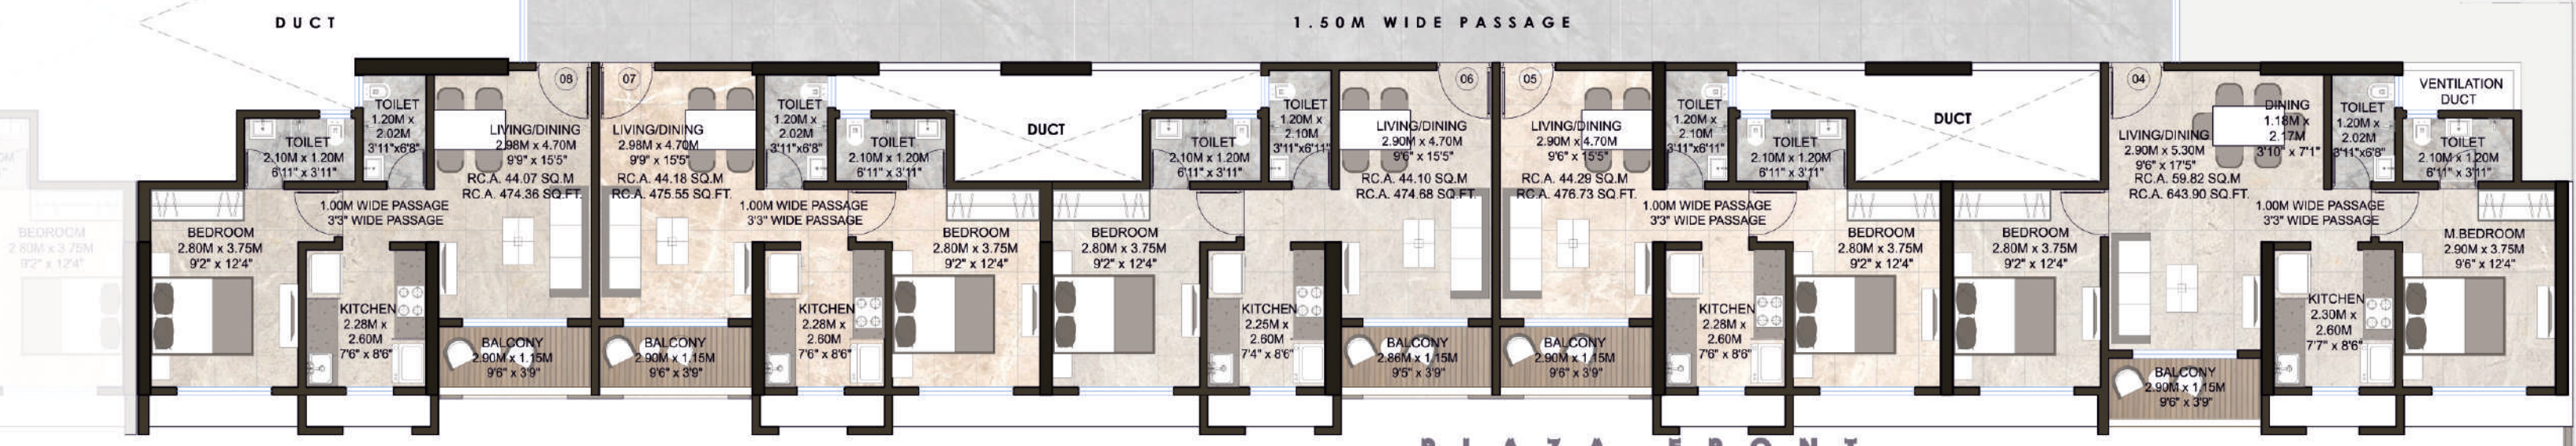 DUCT
1.50M WIDE PASSAGE
BEDROOM
2.80M x 3.75M
9'2" x 12'4"
TOILET
2.10M x 1.20M
6'11" x 3'11"
TOILET
1.20M x
2.02M
3'11"x6'8"
08
LIVING/DINING
2.98M x 4.70M
9'9" x 15'5"
RC.A. 44.07 SQ.M
RC.A. 474.36 SQ.FT.
1.00M WIDE PASSAGE
3'3" WIDE PASSAGE
BEDROOM
2.80M x 3.75M
9'2" x 12'4"
KITCHEN
2.28M x
2.60M
7'6" x 8'6"
BALCONY
2.90M x 1.15M
9'6" x 3'9"
07
LIVING/DINING
2.98M x 4.70M
9'9" x 15'5"
RC.A. 44.18 SQ.M
RC.A. 475.55 SQ.FT.
TOILET
1.20M x
2.02M
3'11"x6'8"
TOILET
2.10M x 1.20M
6'11" x 3'11"
1.00M WIDE PASSAGE
3'3" WIDE PASSAGE
BEDROOM
2.80M x 3.75M
9'2" x 12'4"
KITCHEN
2.28M x
2.60M
7'6" x 8'6"
BALCONY
2.90M x 1.15M
9'6" x 3'9"
DUCT
TOILET
2.10M x 1.20M
6'11" x 3'11"
TOILET
1.20M x
2.10M
3'11"x6'11"
06
LIVING/DINING
2.90M x 4.70M
9'6" x 15'5"
RC.A. 44.10 SQ.M
RC.A. 474.68 SQ.FT.
BEDROOM
2.80M x 3.75M
9'2" x 12'4"
KITCHEN
2.25M x
2.60M
7'4" x 8'6"
BALCONY
2.86M x 1.15M
9'5" x 3'9"
05
LIVING/DINING
2.90M x 4.70M
9'6" x 15'5"
RC.A. 44.29 SQ.M
RC.A. 476.73 SQ.FT.
TOILET
1.20M x
2.10M
3'11"x6'11"
TOILET
2.10M x 1.20M
6'11" x 3'11"
1.00M WIDE PASSAGE
3'3" WIDE PASSAGE
BEDROOM
2.80M x 3.75M
9'2" x 12'4"
KITCHEN
2.28M x
2.60M
7'6" x 8'6"
BALCONY
2.90M x 1.15M
9'6" x 3'9"
DUCT
04
LIVING/DINING
2.90M x 5.30M
9'6" x 17'5"
RC.A. 59.82 SQ.M
RC.A. 643.90 SQ.FT.
DINING
1.18M x
2.17M
3'10" x 7'1"
TOILET
1.20M x
2.02M
3'11"x6'8"
VENTILATION
DUCT
TOILET
2.10M x 1.20M
6'11" x 3'11"
1.00M WIDE PASSAGE
3'3" WIDE PASSAGE
BEDROOM
2.80M x 3.75M
9'2" x 12'4"
M.BEDROOM
2.90M x 3.75M
9'6" x 12'4"
KITCHEN
2.30M x
2.60M
7'7" x 8'6"
BALCONY
2.90M x 1.15M
9'6" x 3'9"
PLAZA FRONT